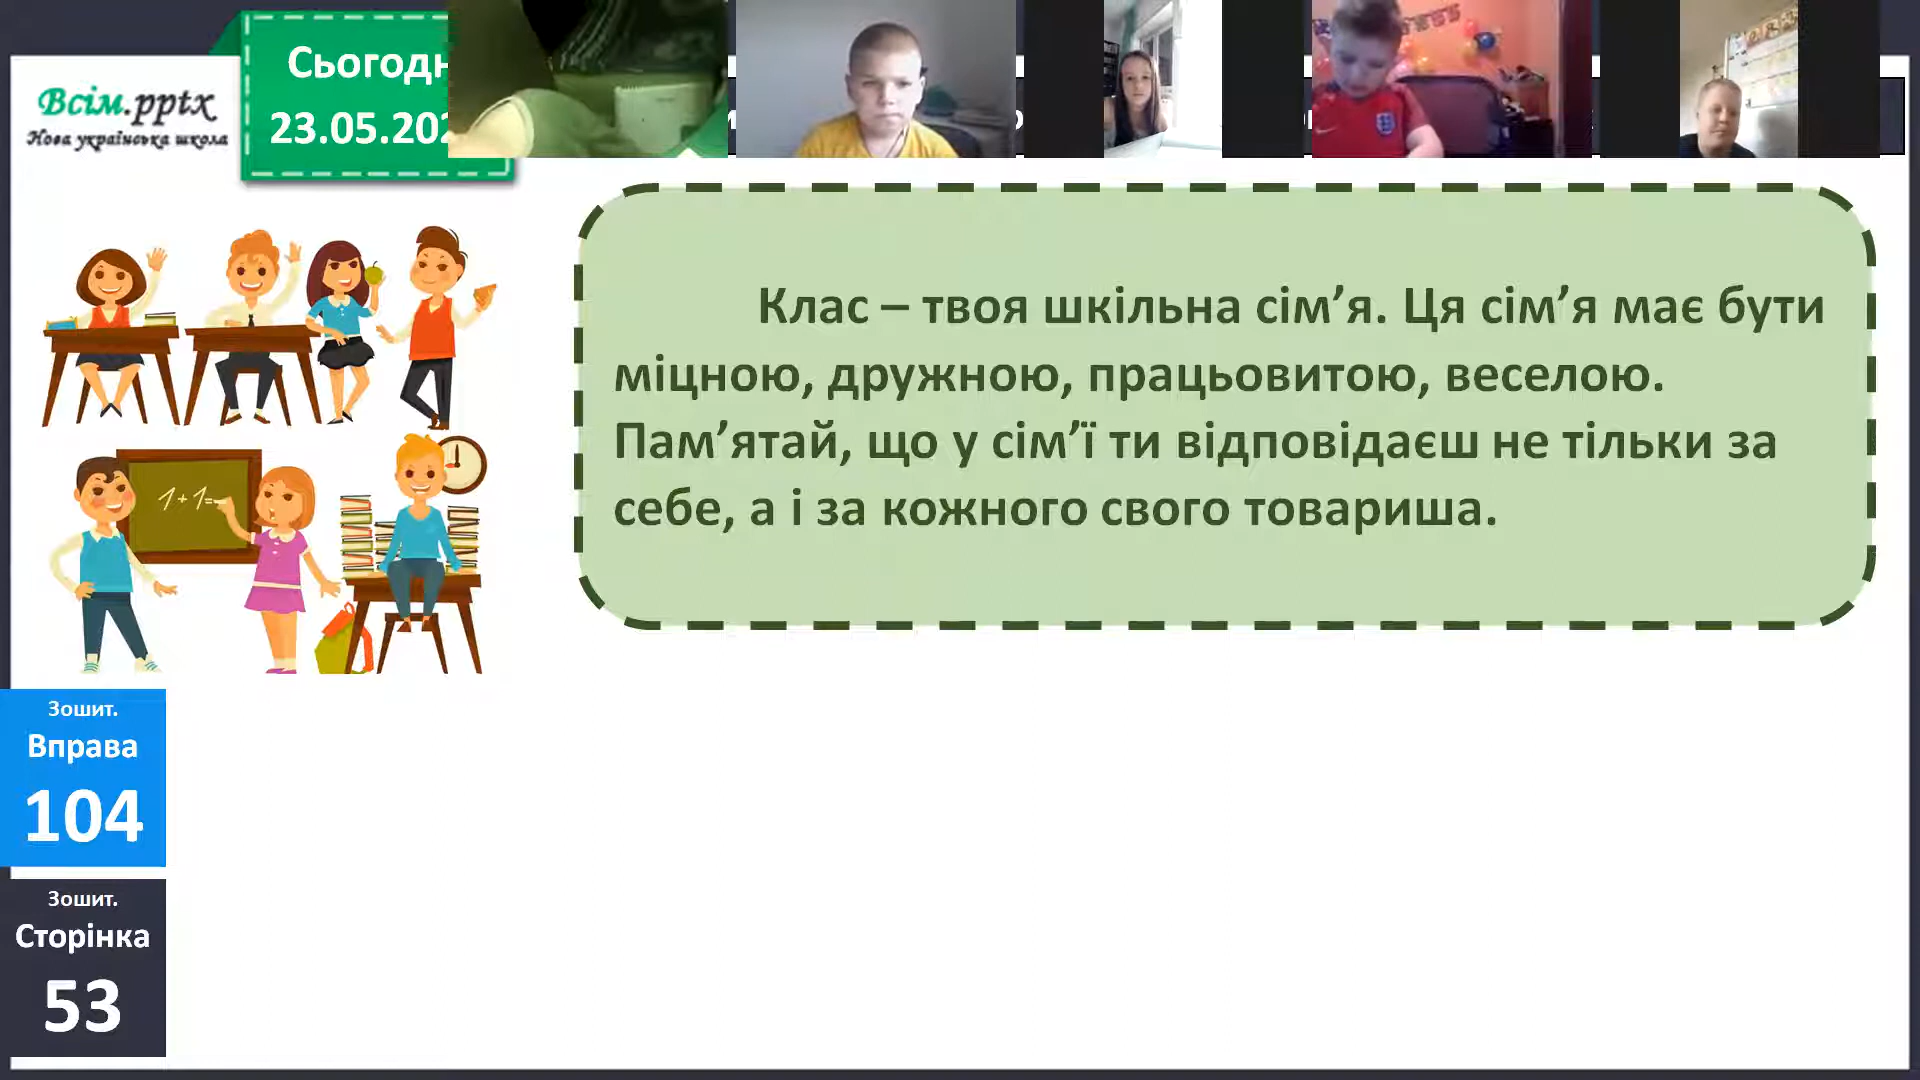 Всім.pptx
Нова українська школа
Сьогодн
23.05.202
Клас – твоя шкільна сім’я. Ця сім’я має бути
міцною, дружною, працьовитою, веселою.
Пам’ятай, що у сім’ї ти відповідаєш не тільки за
себе, а і за кожного свого товариша.
1+1=
Зошит.
Вправа
104
Зошит.
Сторінка
53